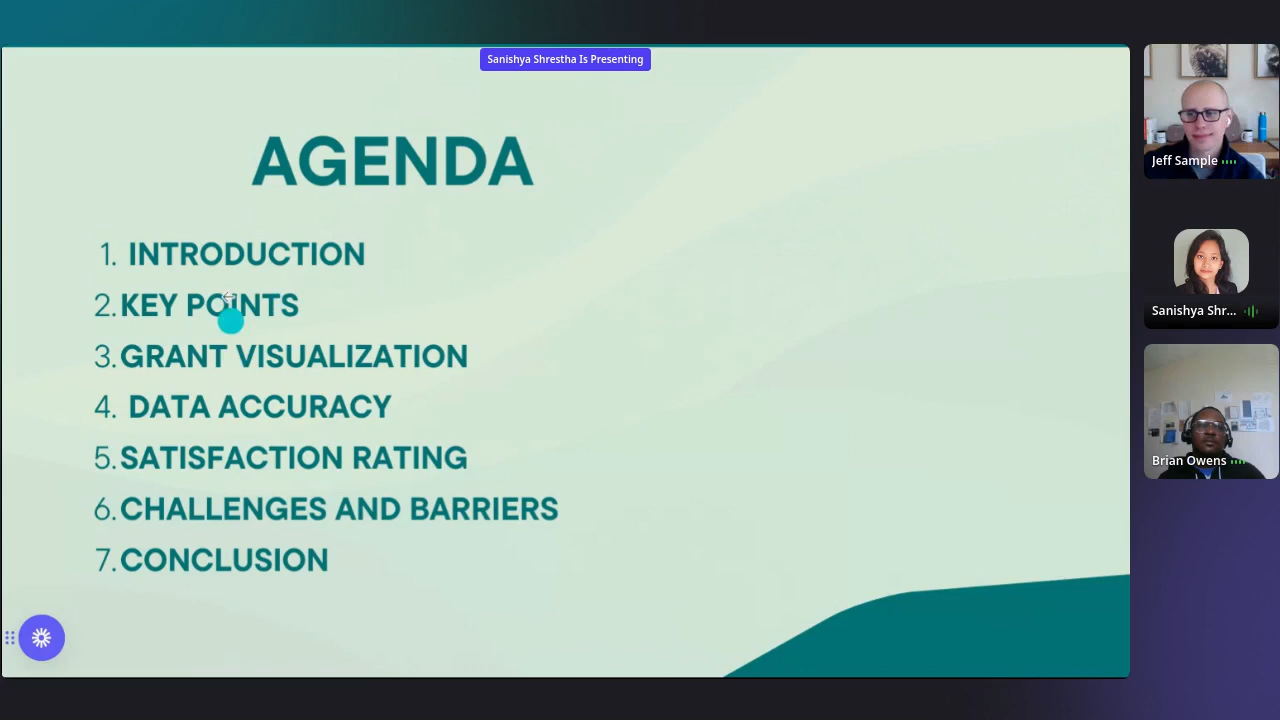 Sanishya Shrestha Is Presenting
AGENDA
1. INTRODUCTION
2. KEY POINTS
3. GRANT VISUALIZATION
4. DATA ACCURACY
5. SATISFACTION RATING
6. CHALLENGES AND BARRIERS
7. CONCLUSION
Jeff Sample
Sanishya Shr...
Brian Owens